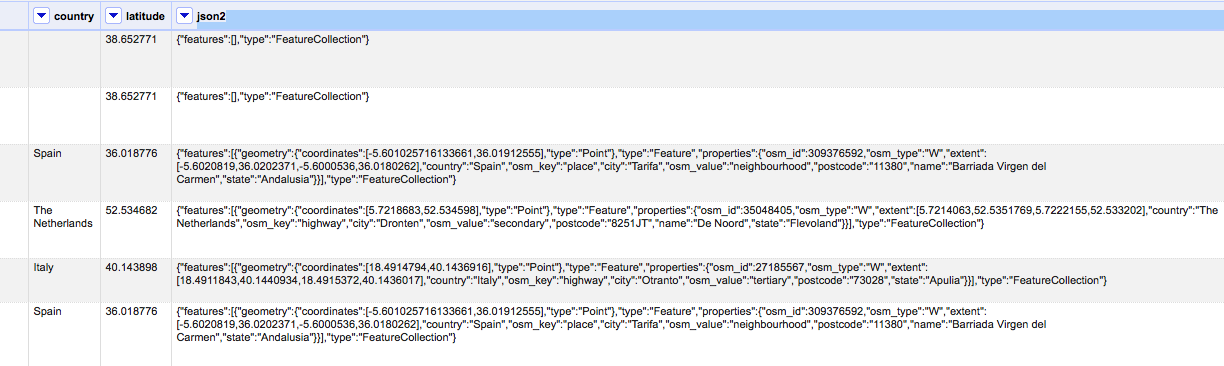 country latitude json2
38.652771 {"features":[],"type":"FeatureCollection"}
38.652771 {"features":[],"type":"FeatureCollection"}
Spain 36.018776 {"features":[{"geometry":{"coordinates":[-5.601025716133661,36.01912555],"type":"Point"},"type":"Feature","properties":{"osm_id":309376592,"osm_type":"W","extent":
[-5.6020819,36.0202371,-5.6000536,36.0180262],"country":"Spain","osm_key":"place","city":"Tarifa","osm_value":"neighbourhood","postcode":"11380","name":"Barriada Virgen del
Carmen","state":"Andalusia"}}],"type":"FeatureCollection"}
The 52.534682 {"features":[{"geometry":{"coordinates":[5.7218683,52.534598],"type":"Point"},"type":"Feature","properties":{"osm_id":35048405,"osm_type":"W","extent":[5.7214063,52.5351769,5.7222155,52.533202],"country":"The
Netherlands Netherlands","osm_key":"highway","city":"Dronten","osm_value":"secondary","postcode":"8251JT","name":"De Noord","state":"Flevoland"}}],"type":"FeatureCollection"}
Italy 40.143898 {"features":[{"geometry":{"coordinates":[18.4914794,40.1436916],"type":"Point"},"type":"Feature","properties":{"osm_id":27185567,"osm_type":"W","extent":
[18.4911843,40.1440934,18.4915372,40.1436017],"country":"Italy","osm_key":"highway","city":"Otranto","osm_value":"tertiary","postcode":"73028","state":"Apulia"}}],"type":"FeatureCollection"}
Spain 36.018776 {"features":[{"geometry":{"coordinates":[-5.601025716133661,36.01912555],"type":"Point"},"type":"Feature","properties":{"osm_id":309376592,"osm_type":"W","extent":
[-5.6020819,36.0202371,-5.6000536,36.0180262],"country":"Spain","osm_key":"place","city":"Tarifa","osm_value":"neighbourhood","postcode":"11380","name":"Barriada Virgen del
Carmen","state":"Andalusia"}}],"type":"FeatureCollection"}